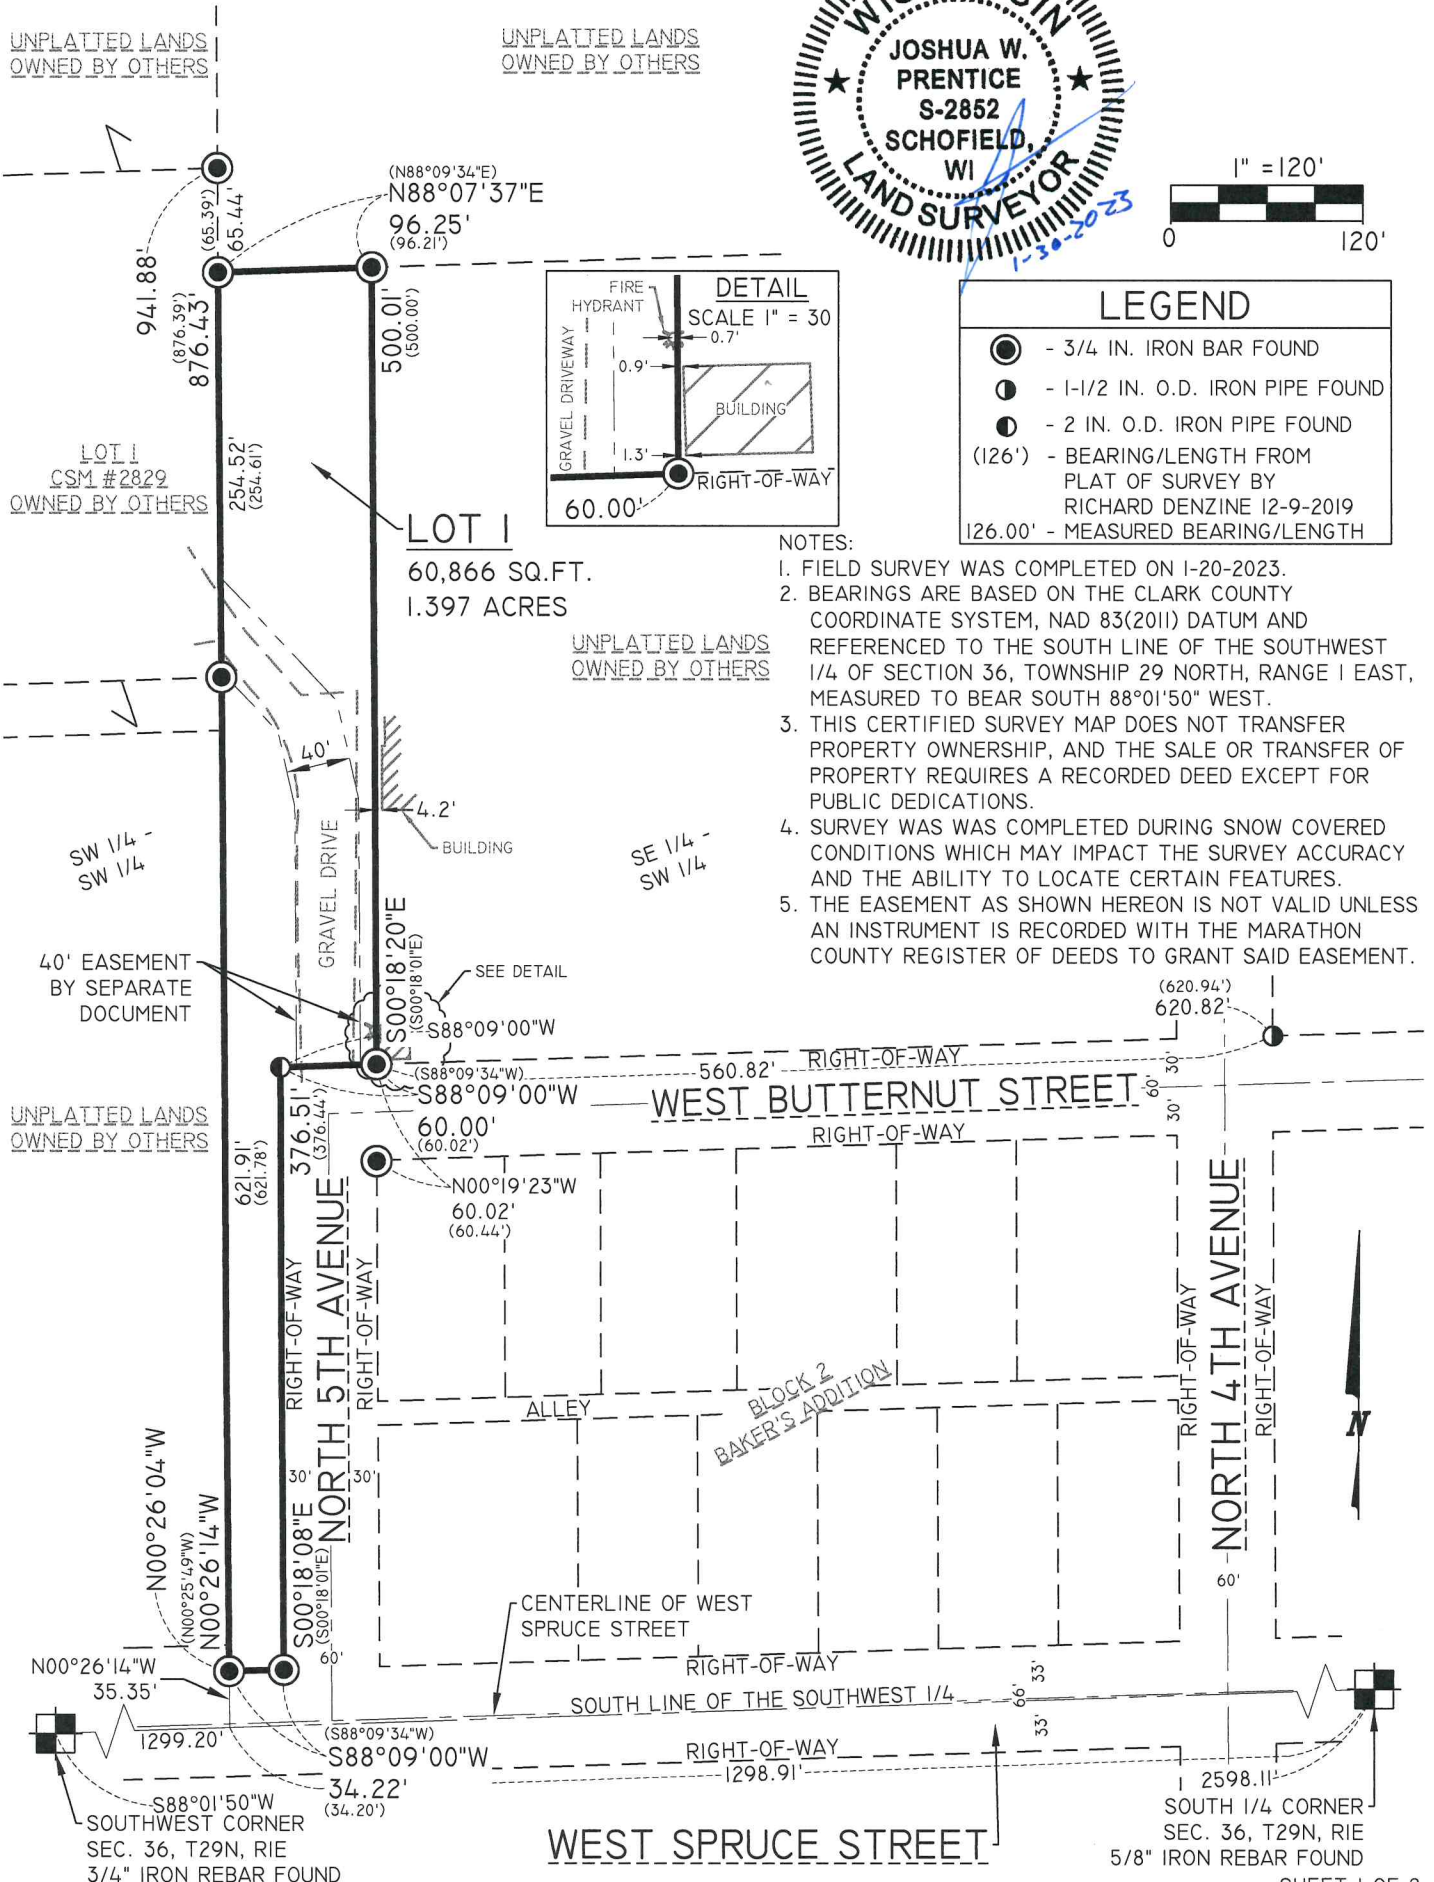 UNPLATTED LANDS
OWNED BY OTHERS
UNPLATTED LANDS
OWNED BY OTHERS
JOSHUA W.
PRENTICE
S-2852
SCHOFIELD,
WI
LAND SURVEYOR
1-30-2023
1" =120'
0
120'
(N88°09'34"E)
N88°07'37"E
96.25'
(96.21')
(65.39')
65.44'
941.88'
(876.39')
876.43'
500.01'
(500.00')
254.52'
(254.61')
DETAIL
SCALE 1" = 30
FIRE
HYDRANT
0.7'
0.9'
GRAVEL DRIVEWAY
BUILDING
1.3'
RIGHT-OF-WAY
60.00'
LEGEND
- 3/4 IN. IRON BAR FOUND
- 1-1/2 IN. O.D. IRON PIPE FOUND
- 2 IN. O.D. IRON PIPE FOUND
(126') - BEARING/LENGTH FROM
PLAT OF SURVEY BY
RICHARD DENZINE 12-9-2019
126.00' - MEASURED BEARING/LENGTH
LOT 1
CSM #2829
OWNED BY OTHERS
LOT 1
60,866 SQ.FT.
1.397 ACRES
UNPLATTED LANDS
OWNED BY OTHERS
NOTES:
1. FIELD SURVEY WAS COMPLETED ON 1-20-2023.
2. BEARINGS ARE BASED ON THE CLARK COUNTY
COORDINATE SYSTEM, NAD 83(2011) DATUM AND
REFERENCED TO THE SOUTH LINE OF THE SOUTHWEST
1/4 OF SECTION 36, TOWNSHIP 29 NORTH, RANGE 1 EAST,
MEASURED TO BEAR SOUTH 88°01'50" WEST.
3. THIS CERTIFIED SURVEY MAP DOES NOT TRANSFER
PROPERTY OWNERSHIP, AND THE SALE OR TRANSFER OF
PROPERTY REQUIRES A RECORDED DEED EXCEPT FOR
PUBLIC DEDICATIONS.
4. SURVEY WAS WAS COMPLETED DURING SNOW COVERED
CONDITIONS WHICH MAY IMPACT THE SURVEY ACCURACY
AND THE ABILITY TO LOCATE CERTAIN FEATURES.
5. THE EASEMENT AS SHOWN HEREON IS NOT VALID UNLESS
AN INSTRUMENT IS RECORDED WITH THE MARATHON
COUNTY REGISTER OF DEEDS TO GRANT SAID EASEMENT.
40'
4.2'
BUILDING
GRAVEL DRIVE
SW 1/4 -
SW 1/4
SE 1/4 -
SW 1/4
40' EASEMENT
BY SEPARATE
DOCUMENT
S00°18'20"E
(S00°18'01"E)
SEE DETAIL
S88°09'00"W
(620.94')
620.82'
RIGHT-OF-WAY
560.82'
(S88°09'34"W)
S88°09'00"W
60.00'
(60.02')
WEST BUTTERNUT STREET
60
30'
30'
RIGHT-OF-WAY
UNPLATTED LANDS
OWNED BY OTHERS
621.91'
(621.78')
376.51'
(376.44')
N00°19'23"W
60.02'
(60.44')
RIGHT-OF-WAY
NORTH 5TH AVENUE
RIGHT-OF-WAY
30'
30'
60'
ALLEY
BLOCK 2
BAKER'S ADDITION
RIGHT-OF-WAY
NORTH 4TH AVENUE
RIGHT-OF-WAY
60'
N
N00°26'04"W
(N00°25'49"W)
N00°26'14"W
S00°18'08"E
(S00°18'01"E)
CENTERLINE OF WEST
SPRUCE STREET
RIGHT-OF-WAY
SOUTH LINE OF THE SOUTHWEST 1/4
66'
33'
33'
N00°26'14"W
35.35'
1299.20'
(S88°09'34"W)
S88°09'00"W
34.22'
(34.20')
RIGHT-OF-WAY
1298.91'
2598.11'
S88°01'50"W
SOUTHWEST CORNER
SEC. 36, T29N, R1E
3/4" IRON REBAR FOUND
WEST SPRUCE STREET
SOUTH 1/4 CORNER
SEC. 36, T29N, R1E
5/8" IRON REBAR FOUND